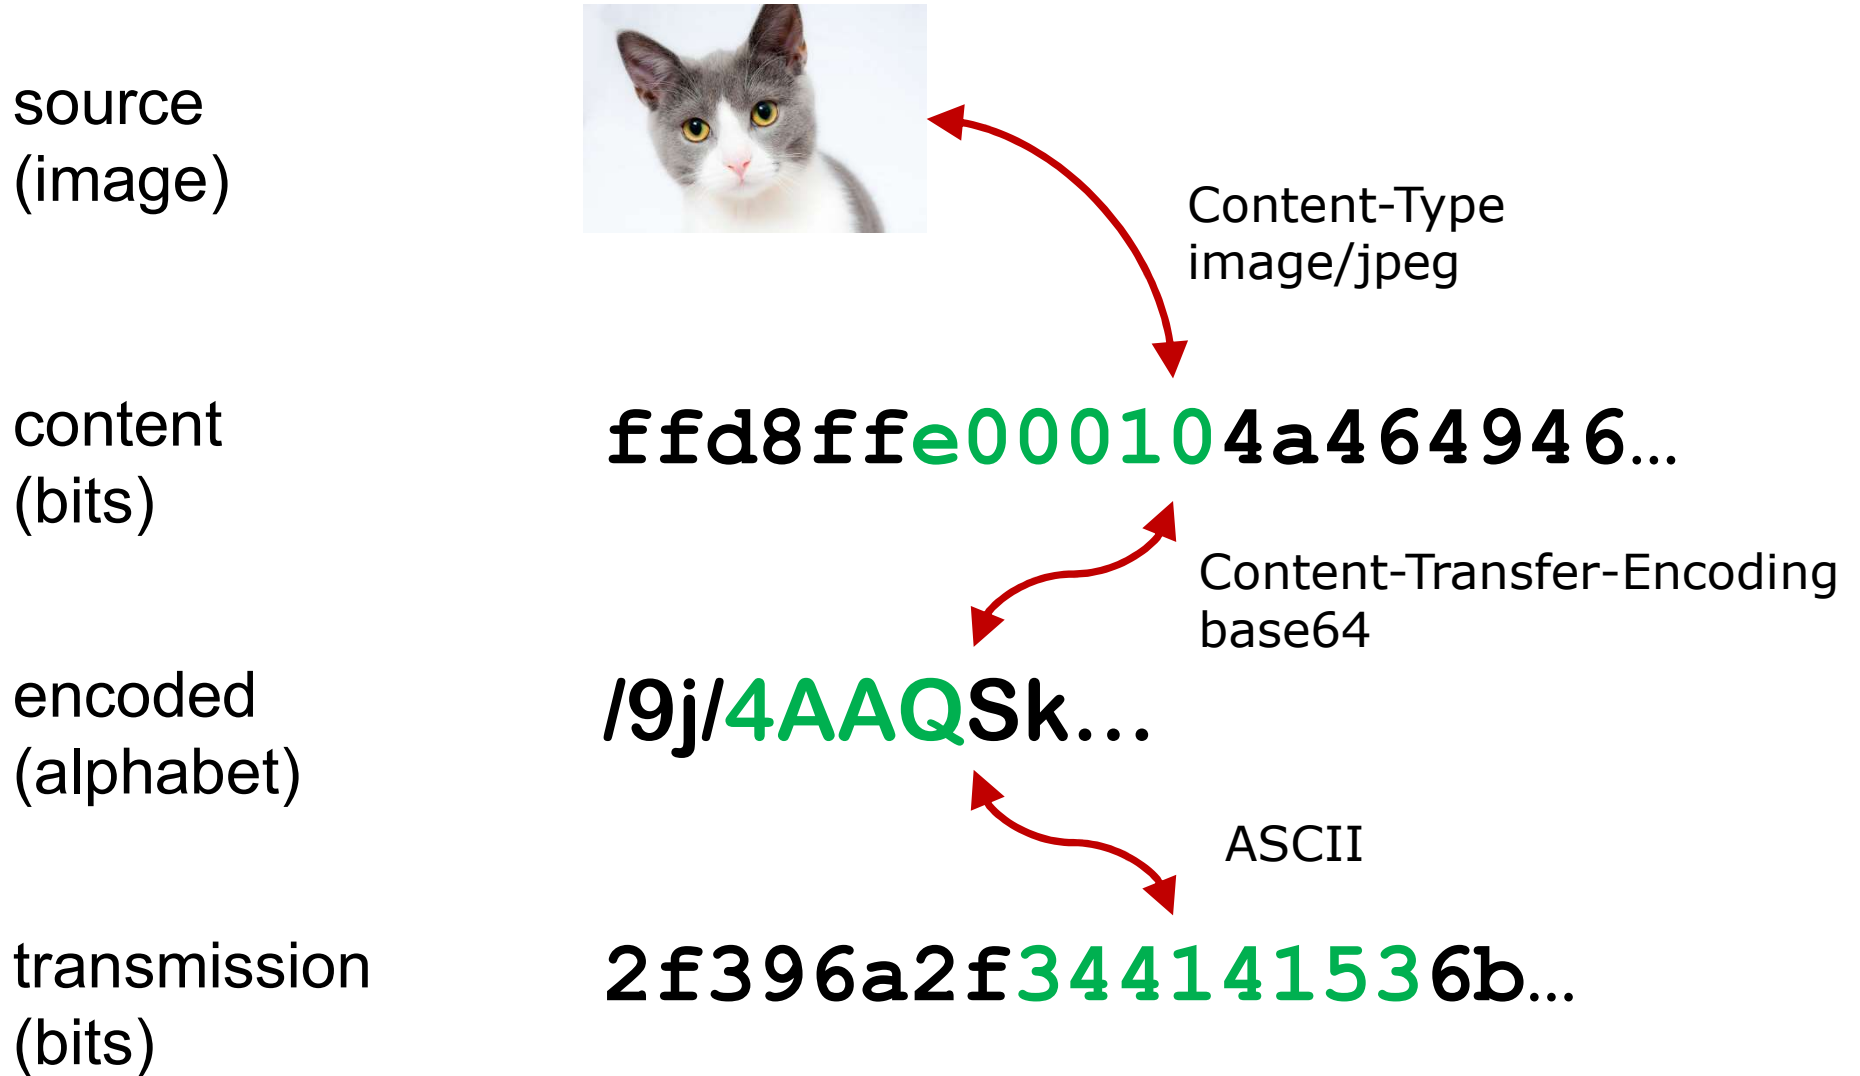 source
(image)
Content-Type
image/jpeg
content
(bits)
ffd8ffe000104a464946...
Content-Transfer-Encoding
base64
encoded
(alphabet)
/9j/4AAQSk...
ASCII
transmission
(bits)
2f396a2f344141536b...